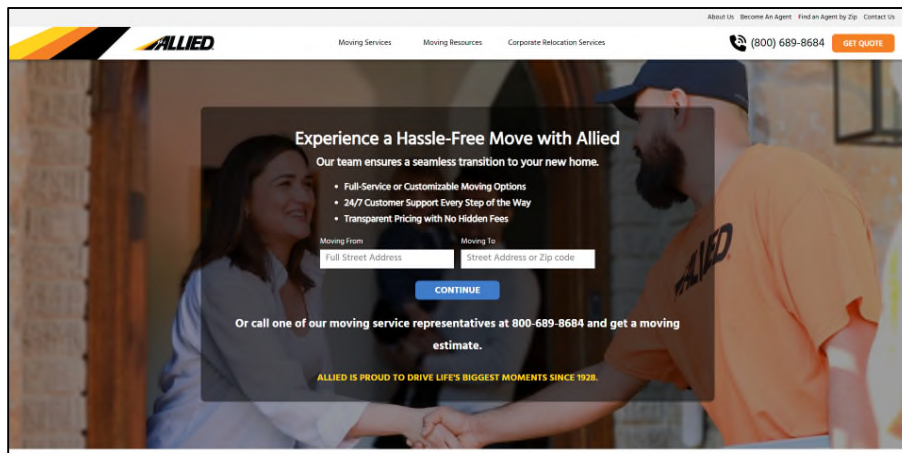 About Us Become An Agent Find an Agent by Zip Contact Us
ALLIED
Moving Services Moving Resources Corporate Relocation Services
(800) 689-8684 GET QUOTE
Experience a Hassle-Free Move with Allied
Our team ensures a seamless transition to your new home.
• Full-Service or Customizable Moving Options
• 24/7 Customer Support Every Step of the Way
• Transparent Pricing with No Hidden Fees
Moving From Moving To
Full Street Address Street Address or Zip code
CONTINUE
Or call one of our moving service representatives at 800-689-8684 and get a moving
estimate.
ALLIED IS PROUD TO DRIVE LIFE'S BIGGEST MOMENTS SINCE 1928.
ALLIED